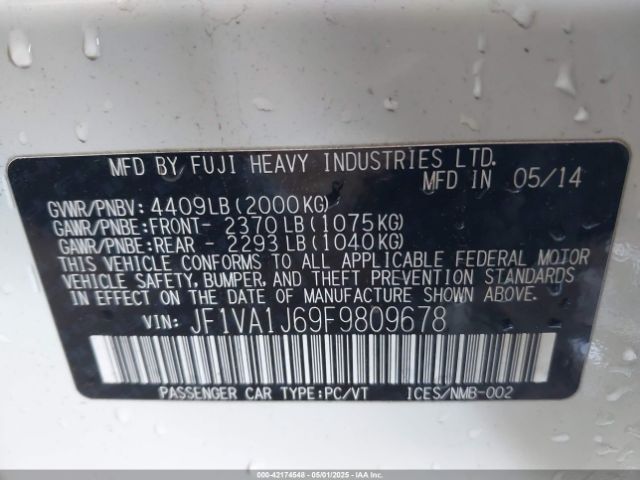 MFD BY FUJI HEAVY INDUSTRIES LTD.
MFD IN 05/14
GVWR/PNBV: 4409LB(2000KG)
GAWR/PNBE:FRONT- 2370LB(1075KG)
GAWR/PNBE:REAR - 2293LB(1040KG)
THIS VEHICLE CONFORMS TO ALL APPLICABLE FEDERAL MOTOR
VEHICLE SAFETY, BUMPER, AND THEFT PREVENTION STANDARDS
IN EFFECT ON THE DATE OF MANUFACTURE SHOWN ABOVE.
VIN: JF1VA1J69F9809678
PASSENGER CAR TYPE:PC/VT ICES/NMB-002
000-42174548 - 05/01/2025 - IAAI Public